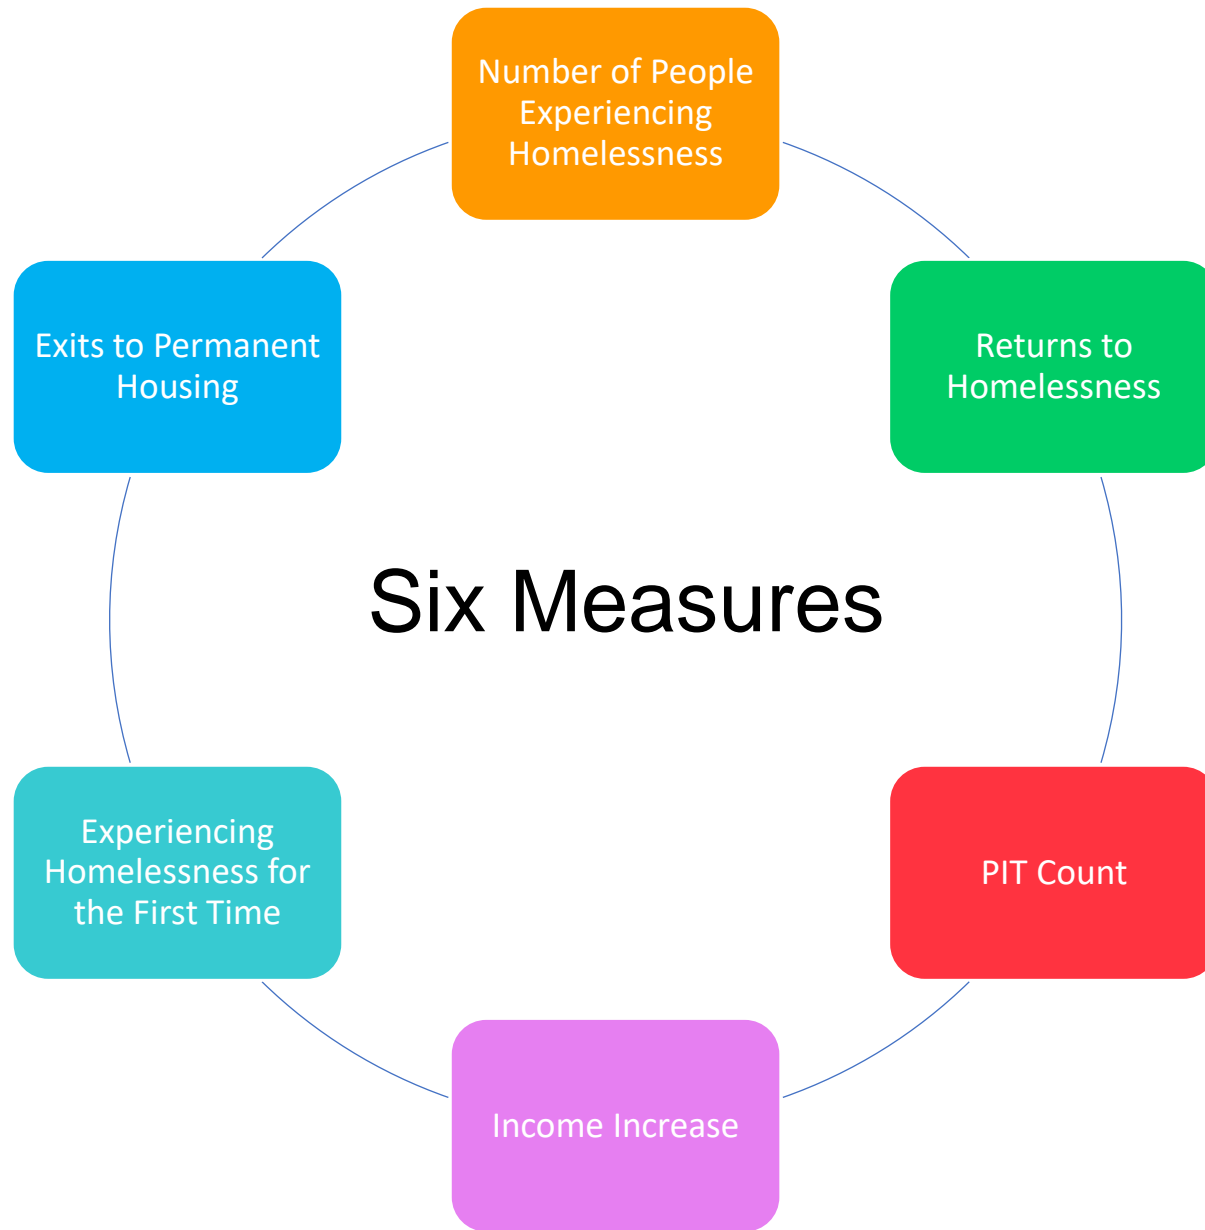 Number of People
Experiencing
Homelessness
Returns to
Homelessness
PIT Count
Income Increase
Experiencing
Homelessness for
the First Time
Exits to Permanent
Housing
Six Measures